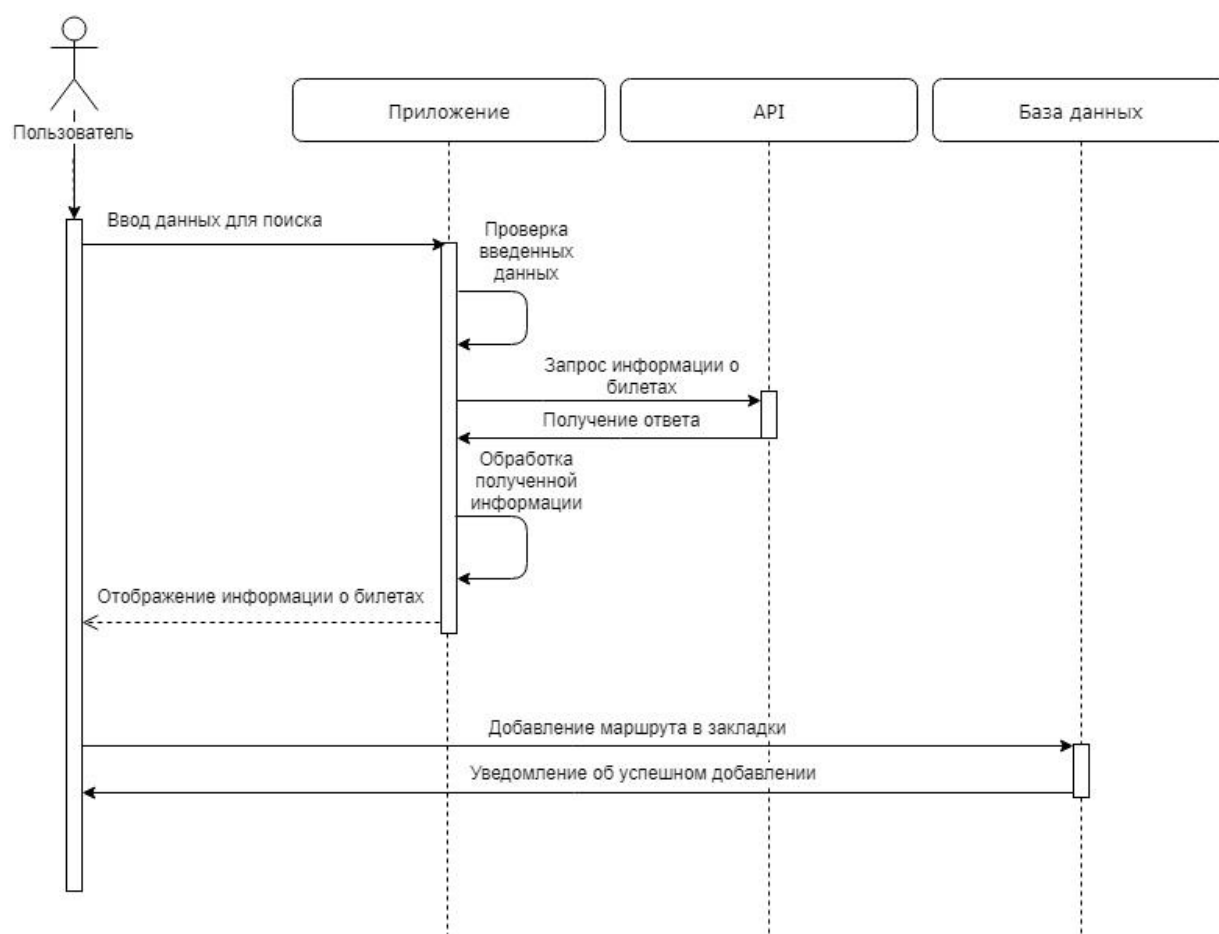 Пользователь
Приложение
API
База данных
Ввод данных для поиска
Проверка
введенных
данных
Запрос информации о
билетах
Получение ответа
Обработка
полученной
информации
Отображение информации о билетах
Добавление маршрута в закладки
Уведомление об успешном добавлении